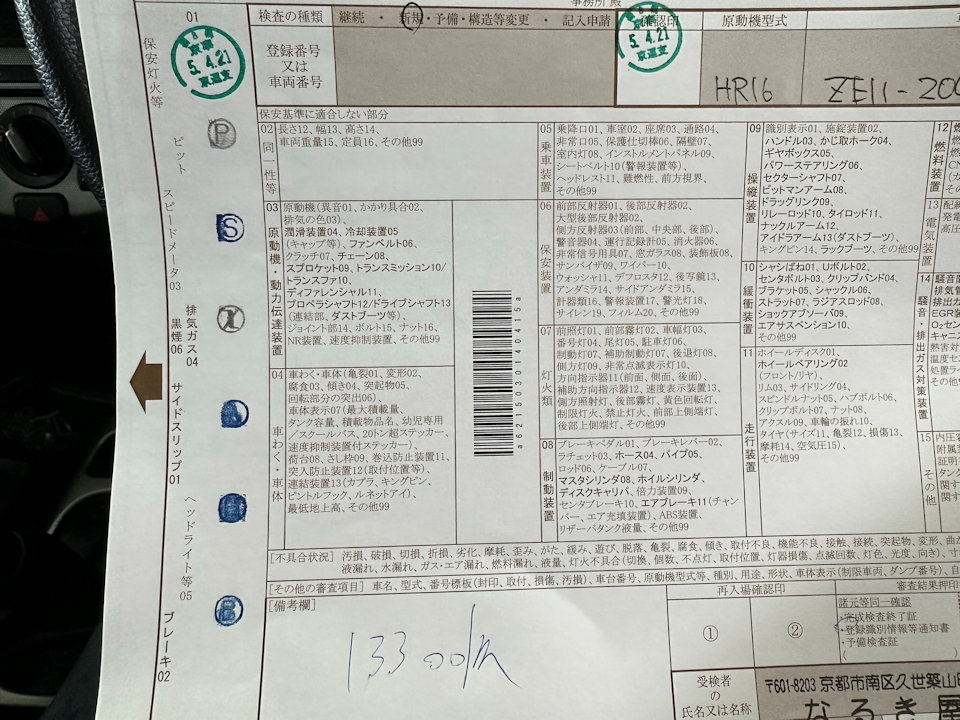 事務所 殿
検査の種類 継続 ・ 新規・予備・構造等変更 ・ 記入申請 確認印 原動機型式
登録番号
又は
車両番号
5.4.21
京運支
5.4.21
HR16 ZE11-200
保安灯火等
01
ピット
スピードメータ03
排気ガス04
黒煙06
サイドスリップ01
ヘッドライト等05
ブレーキ02
P
S
保安基準に適合しない部分
02 同一性等
長さ12、幅13、高さ14、
車両重量15、定員16、その他99
03 原動機・動力伝達装置
原動機(異音01、かかり具合02、
排気の色03)、
潤滑装置04、冷却装置05
(キャップ等)、ファンベルト06、
クラッチ07、チェーン08、
スプロケット09、トランスミッション10/
トランスファ10、
ディファレンシャル11、
プロペラシャフト12/ドライブシャフト13
(連結部、ダストブーツ等)、
ジョイント部14、ボルト15、ナット16、
NR装置、速度抑制装置、その他99
04 車わく・車体
車わく・車体(亀裂01、変形02、
腐食03、傾き04、突起物05、
回転部分の突出06)、
車体表示07(最大積載量、
タンク容量、積載物品名、幼児専用
/スクールバス、20トン超ステッカー、
速度抑制装置付ステッカー)、
荷台08、さし枠09、巻込防止装置11、
突入防止装置12(取付位置等)、
連結装置13(カプラ、キングピン、
ピントルフック、ルネットアイ)、
最低地上高、その他99
a6215030140415a
05 乗車装置
乗降口01、車室02、座席03、通路04、
非常口05、保護仕切棒06、隔壁07、
室内灯08、インストルメントパネル09、
シートベルト10(警報装置等)、
ヘッドレスト11、難燃性、前方視界、
その他99
06 保安装置
前部反射器01、後部反射器02、
大型後部反射器02、
側方反射器03(前部、中央部、後部)、
警音器04、運行記録計05、消火器06、
非常信号用具07、窓ガラス08、装飾板08、
サンバイザ09、ワイパー10、
ウォッシャ11、デフロスタ12、後写鏡13、
アンダミラ14、サイドアンダミラ15、
計器類16、警報装置17、警光灯18、
サイレン19、フィルム20、その他99
07 灯火類
前照灯01、前部霧灯02、車幅灯03、
番号灯04、尾灯05、駐車灯06、
制動灯07、補助制動灯07、後退灯08、
側方灯09、非常点滅表示灯10、
方向指示器11(前面、側面、後面)、
補助方向指示器12、速度表示装置13、
側方照射灯、後部霧灯、黄色回転灯、
制限灯火、禁止灯火、前部上側端灯、
後部上側端灯、その他99
08 制動装置
ブレーキペダル01、ブレーキレバー02、
ラチェット03、ホース04、パイプ05、
ロッド06、ケーブル07、
マスタシリンダ08、ホイルシリンダ、
ディスクキャリパ、倍力装置09、
センタブレーキ10、エアブレーキ11(チャン
バー、エア充填装置)、ABS装置、
リザーバタンク液量、その他99
09 操縦装置
識別表示01、施錠装置02、
ハンドル03、かじ取ホーク04、
ギヤボックス05、
パワーステアリング06、
セクターシャフト07、
ピットマンアーム08、
ドラッグリンク09、
リレーロッド10、タイロッド11、
ナックルアーム12、
アイドラアーム13(ダストブーツ)、
キングピン14、ラックブーツ、その他99
10 緩衝装置
シャシばね01、Uボルト02、
センタボルト03、クリップバンド04、
ブラケット05、シャックル06、
ストラット07、ラジアスロッド08、
ショックアブソーバ09、
エアサスペンション10、
その他99
11 走行装置
ホイールディスク01、
ホイールベアリング02
(フロント/リヤ)、
リム03、サイドリング04、
スピンドルナット05、ハブボルト06、
クリップボルト07、ナット08、
アクスル09、車輪の振れ10、
タイヤ(サイズ11、亀裂12、損傷13、
摩耗14、空気圧15)、
その他99
12 燃料装置
13 電気装置
14 騒音・排出ガス対策装置
15 その他
[不具合状況] 汚損、破損、切損、折損、劣化、摩耗、歪み、がた、緩み、遊び、脱落、亀裂、腐食、傾き、取付不良、機能不良、接触、接続、突起物、変形、曲が
液漏れ、水漏れ、ガス・エア漏れ、燃料漏れ、液量、灯火不具合(切換、個数、不点灯、取付位置、灯器損傷、点滅回数、灯色、光度、向き)、寸
[その他の審査項目] 車名、型式、番号標板(封印、取付、損傷、汚損)、車台番号、原動機型式等、種別、用途、形状、車体表示(制限車両、ダンプ番号)、自
[備考欄]
13300k
再入場確認印 審査結果押印
① ②
諸元等同一確認
・完成検査終了証
・登録識別情報等通知書
・予備検査証
受検者
の
氏名又は名称
〒601-8203 京都市南区久世築山
なるき屋